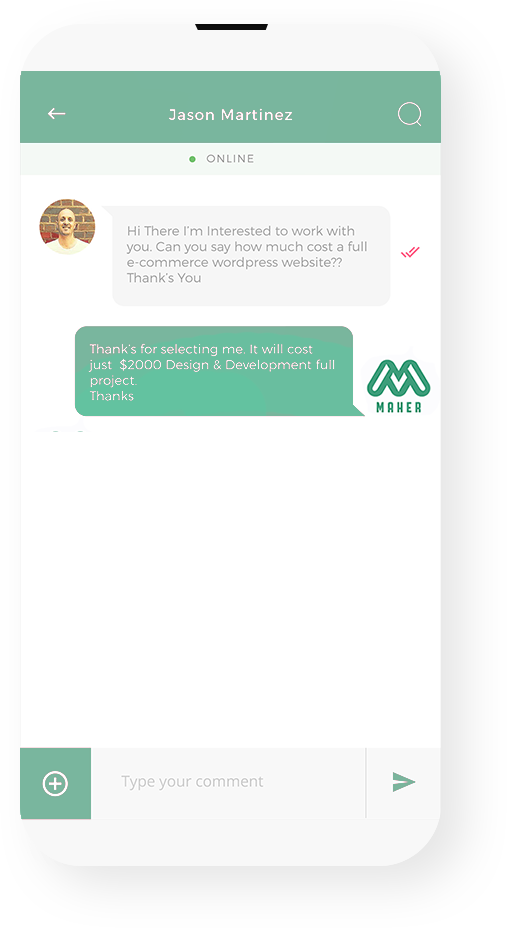 Jason Martinez
ONLINE
Hi There I'm Interested to work with
you. Can you say how much cost a full
e-commerce wordpress website??
Thank's You
Thank's for selecting me. It will cost
just $2000 Design & Development full
project.
Thanks
MAHER
Type your comment